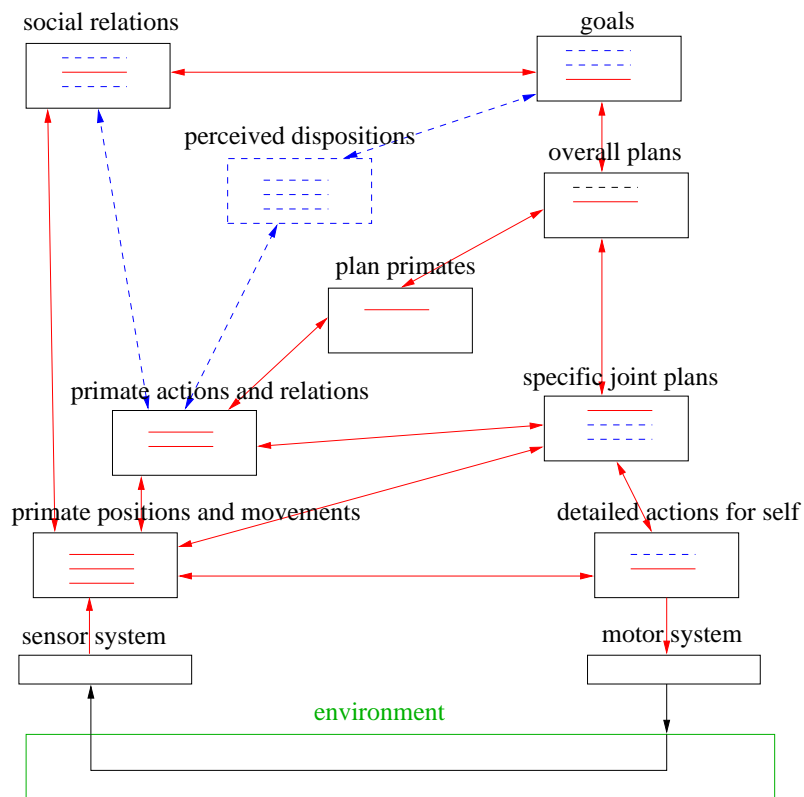 social relations
goals
perceived dispositions
overall plans
plan primates
primate actions and relations
specific joint plans
primate positions and movements
detailed actions for self
sensor system
motor system
environment